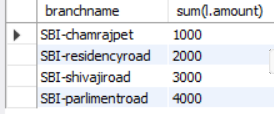 branchname sum(l.amount)
SBI-chamrajpet 1000
SBI-residencyroad 2000
SBI-shivajiroad 3000
SBI-parlimentroad 4000